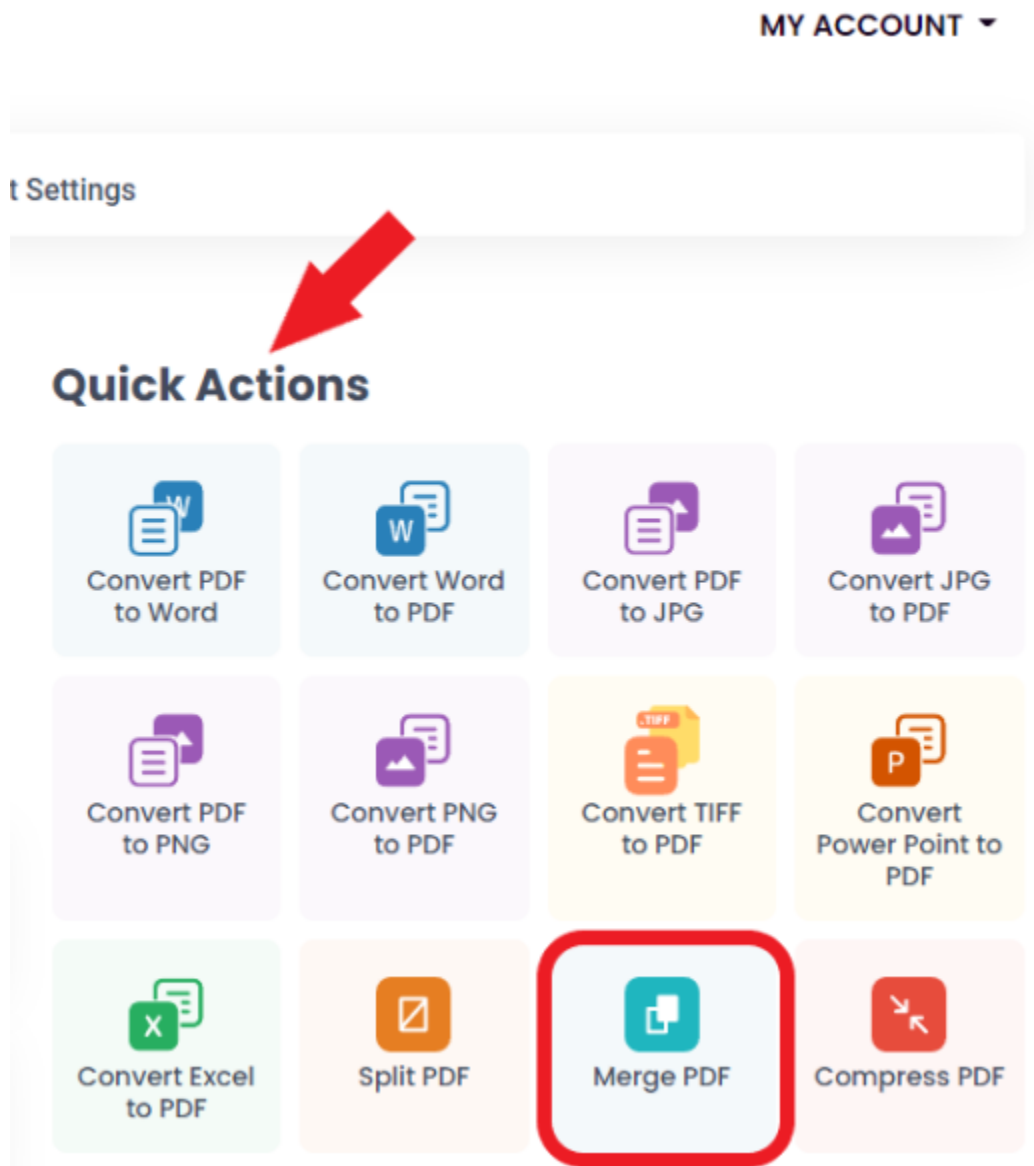 MY ACCOUNT
t Settings
Quick Actions
W
W
Convert PDF
to Word
Convert Word
to PDF
Convert PDF
to JPG
Convert JPG
to PDF
.TIFF
P
Convert PDF
to PNG
Convert PNG
to PDF
Convert TIFF
to PDF
Convert
Power Point to
PDF
X
Convert Excel
to PDF
Split PDF
Merge PDF
Compress PDF